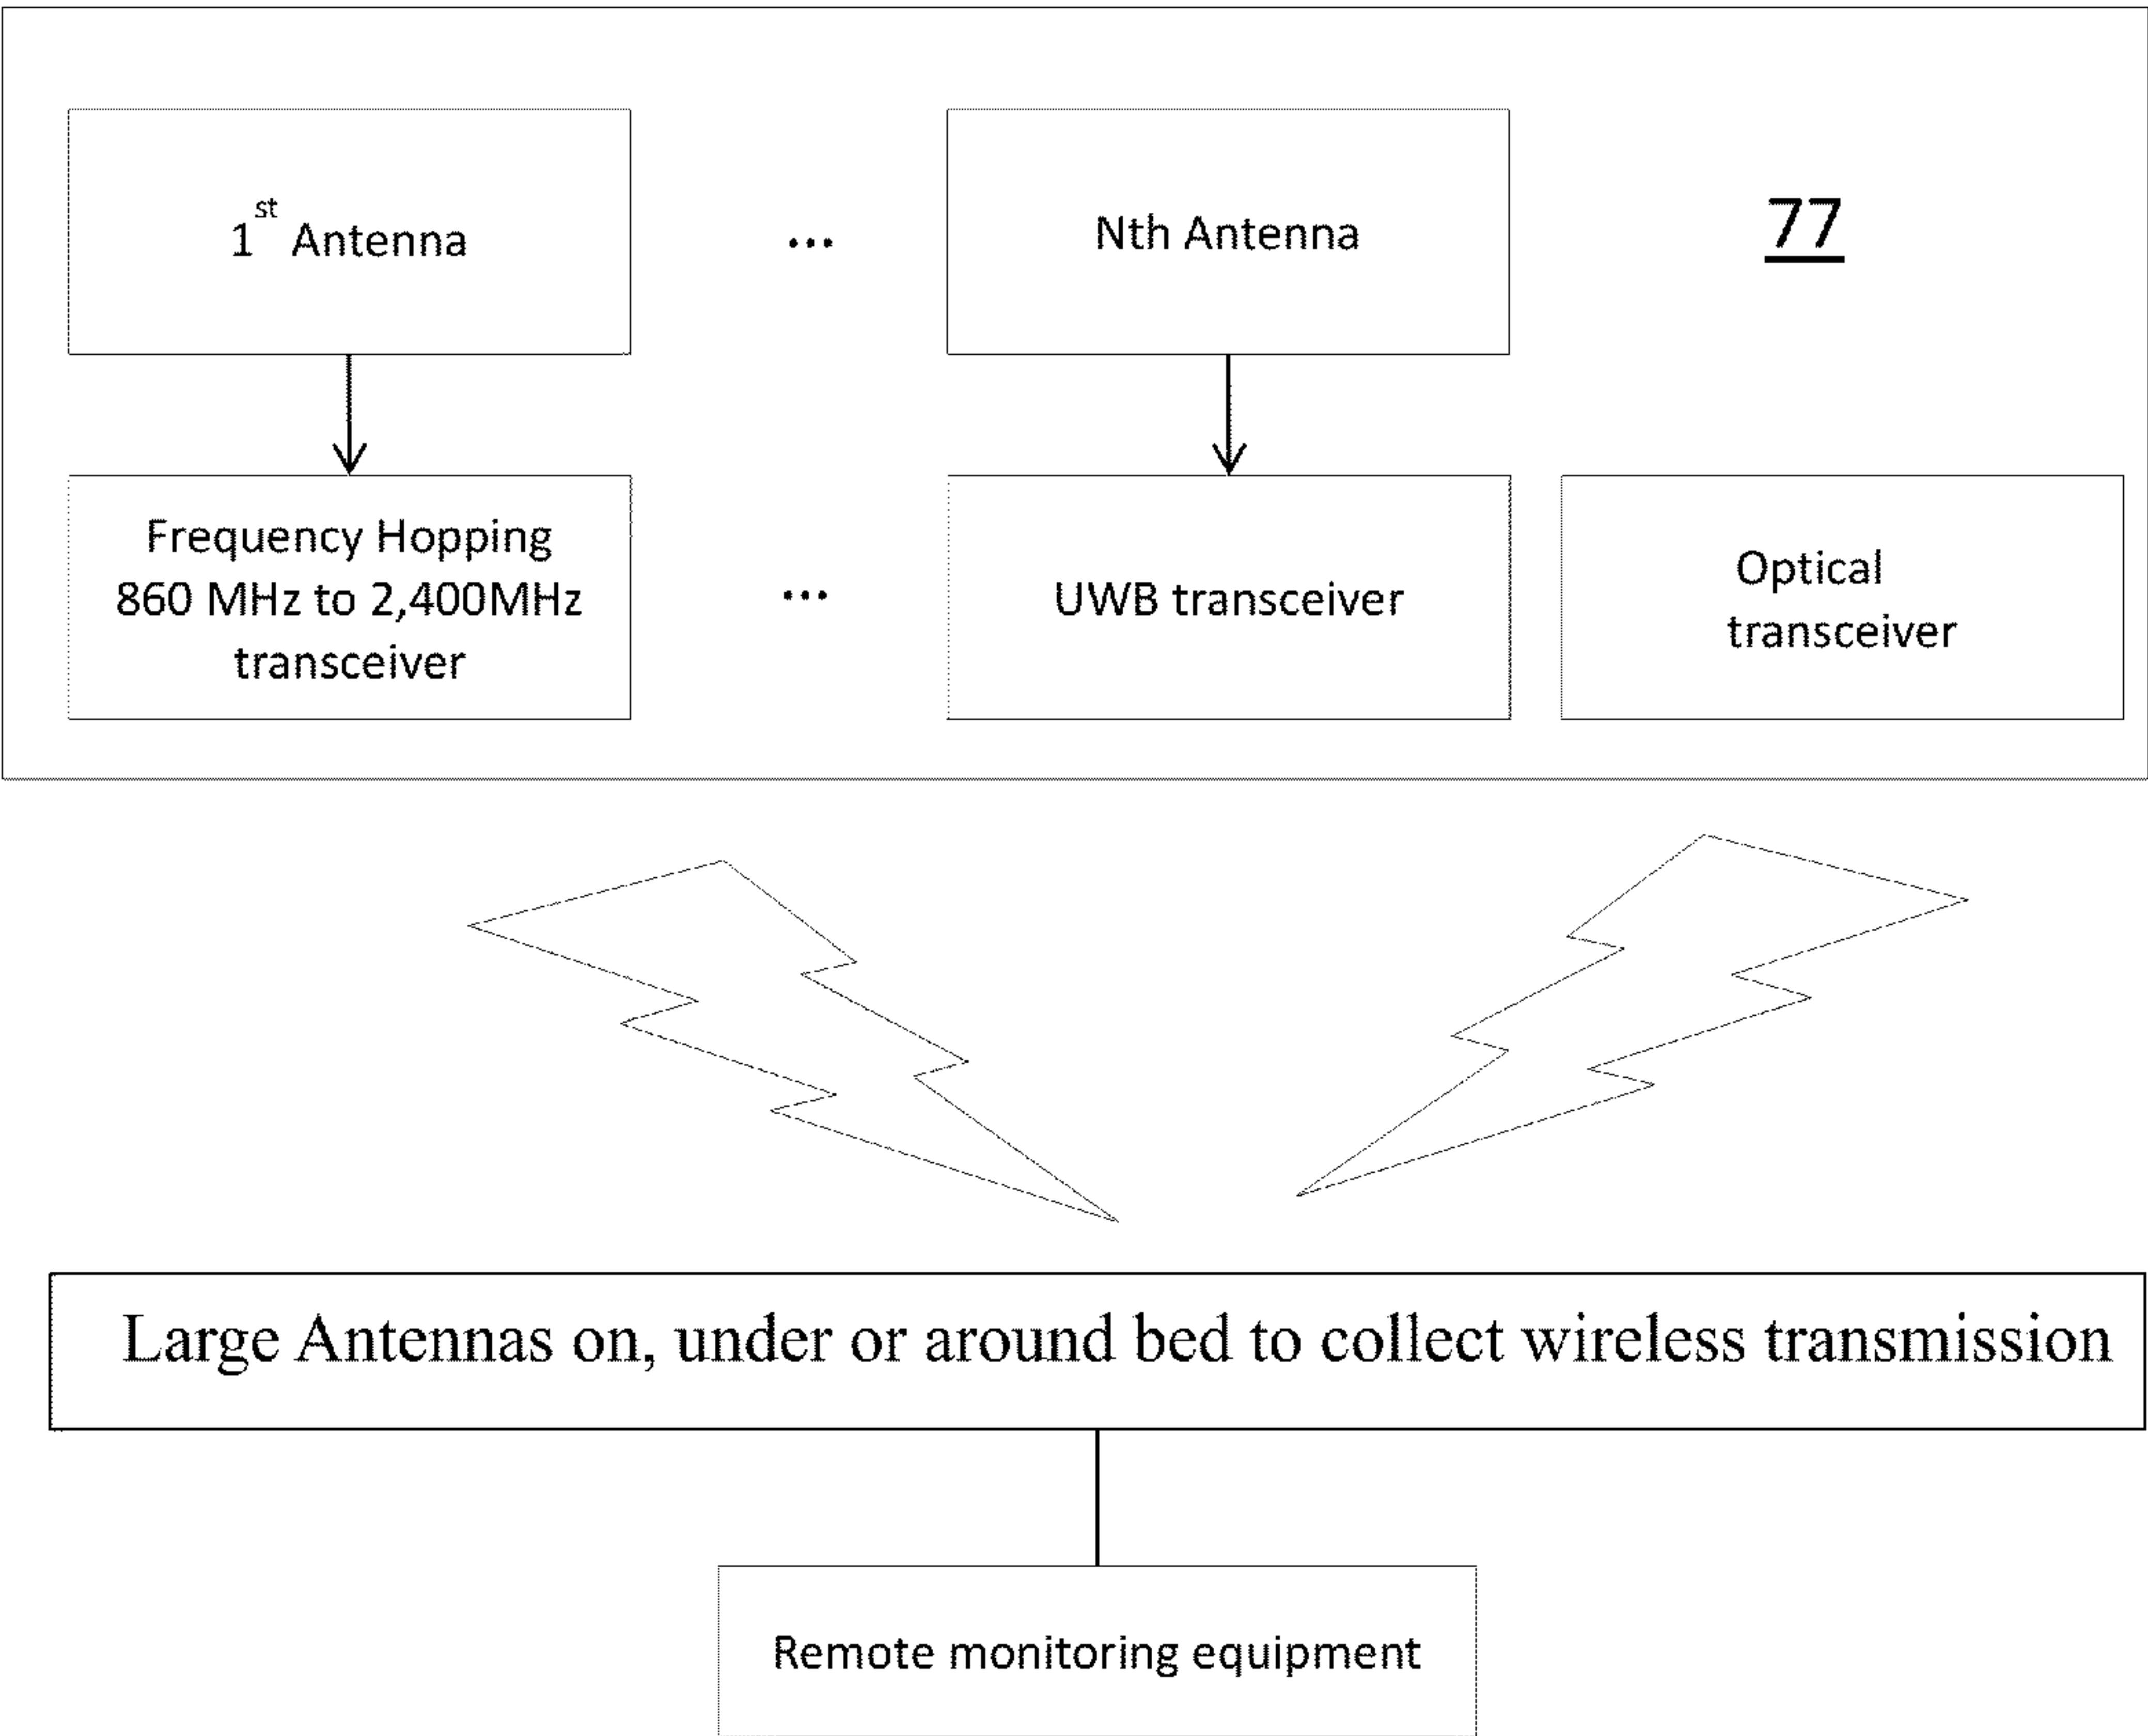 1st Antenna
...
Nth Antenna
77
Frequency Hopping
860 MHz to 2,400MHz
transceiver
...
UWB transceiver
Optical
transceiver
Large Antennas on, under or around bed to collect wireless transmission
Remote monitoring equipment